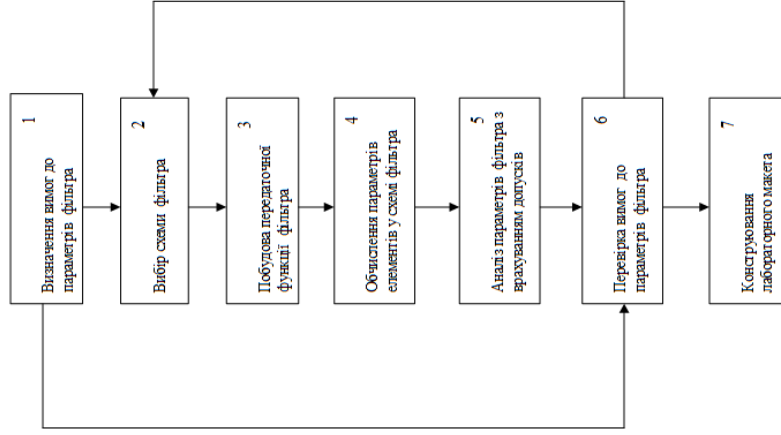 1
Визначення вимог до
параметрів фільтра
2
Вибір схеми фільтра
3
Побудова передаточної
функції фільтра
4
Обчислення параметрів
елементів у схемі фільтра
5
Аналіз параметрів фільтра з
врахуванням допусків
6
Перевірка вимог до
параметрів фільтра
7
Конструювання
лабораторного макета